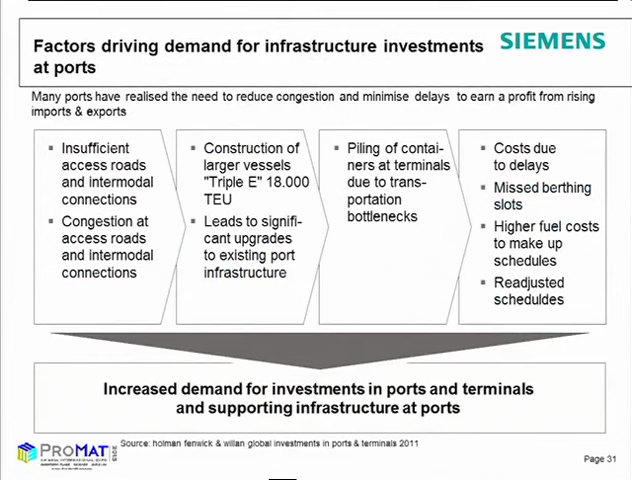 Factors driving demand for infrastructure investments
at ports
SIEMENS
Many ports have realised the need to reduce congestion and minimise delays to earn a profit from rising
imports & exports
▪ Insufficient
access roads
and intermodal
connections
▪ Congestion at
access roads
and intermodal
connections
▪ Construction of
larger vessels
"Triple E" 18.000
TEU
▪ Leads to signifi-
cant upgrades
to existing port
infrastructure
▪ Piling of contai-
ners at terminals
due to trans-
portation
bottlenecks
▪ Costs due
to delays
▪ Missed berthing
slots
▪ Higher fuel costs
to make up
schedules
▪ Readjusted
scheduldes
Increased demand for investments in ports and terminals
and supporting infrastructure at ports
PROMAT
2013
Source: holman fenwick & willan global investments in ports & terminals 2011
Page 31